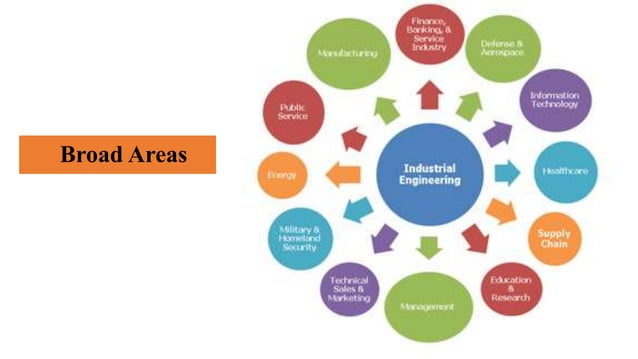 Broad Areas
Finance,
Banking, &
Service
Industry
Defense &
Aerospace
Information
Technology
Healthcare
Supply
Chain
Education
&
Research
Management
Technical
Sales &
Marketing
Military &
Homeland
Security
Energy
Public
Service
Manufacturing
Industrial
Engineering